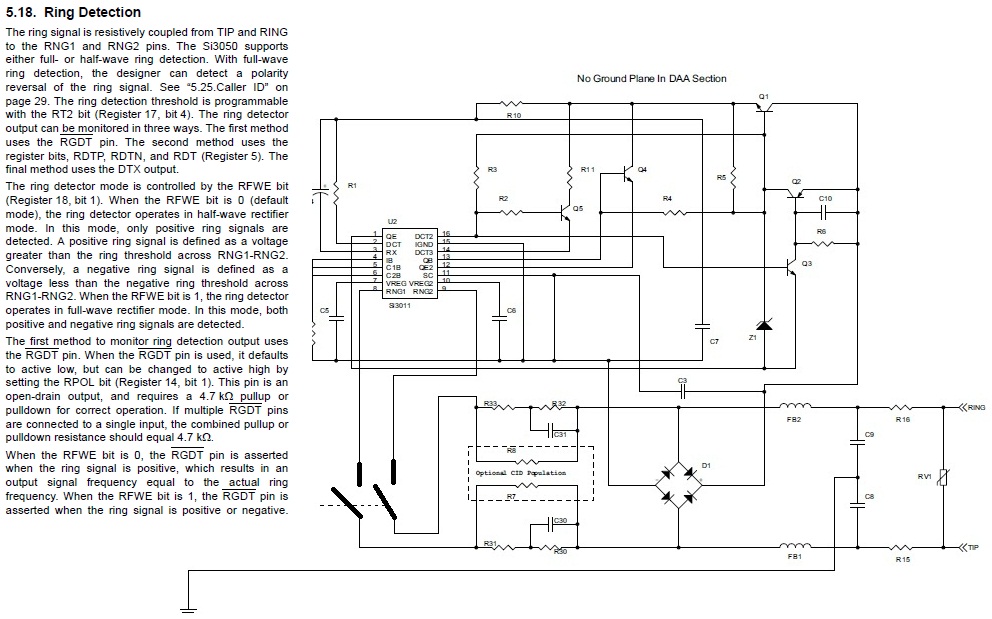 5.18. Ring Detection
The ring signal is resistively coupled from TIP and RING
to the RNG1 and RNG2 pins. The Si3050 supports
either full- or half-wave ring detection. With full-wave
ring detection, the designer can detect a polarity
reversal of the ring signal. See “5.25.Caller ID” on
page 29. The ring detection threshold is programmable
with the RT2 bit (Register 17, bit 4). The ring detector
output can be monitored in three ways. The first method
uses the RGDT pin. The second method uses the
register bits, RDTP, RDTN, and RDT (Register 5). The
final method uses the DTX output.
The ring detector mode is controlled by the RFWE bit
(Register 18, bit 1). When the RFWE bit is 0 (default
mode), the ring detector operates in half-wave rectifier
mode. In this mode, only positive ring signals are
detected. A positive ring signal is defined as a voltage
greater than the ring threshold across RNG1-RNG2.
Conversely, a negative ring signal is defined as a
voltage less than the negative ring threshold across
RNG1-RNG2. When the RFWE bit is 1, the ring detector
operates in full-wave rectifier mode. In this mode, both
positive and negative ring signals are detected.
The first method to monitor ring detection output uses
the RGDT pin. When the RGDT pin is used, it defaults
to active low, but can be changed to active high by
setting the RPOL bit (Register 14, bit 1). This pin is an
open-drain output, and requires a 4.7 kΩ pullup or
pulldown for correct operation. If multiple RGDT pins
are connected to a single input, the combined pullup or
pulldown resistance should equal 4.7 kΩ.
When the RFWE bit is 0, the RGDT pin is asserted
when the ring signal is positive, which results in an
output signal frequency equal to the actual ring
frequency. When the RFWE bit is 1, the RGDT pin is
asserted when the ring signal is positive or negative.
No Ground Plane In DAA Section
Q1
R10
R3
R11
Q4
R5
Q2
R1
R2
Q5
R4
C10
R6
U2
1 QE DCT2 16
2 DCT IGND 15
3 RX DCT3 14
4 IB QB 13
5 C1B QE2 12
6 C2B SC 11
7 VREG VREG2 10
8 RNG1 RNG2 9
Si3011
Q3
C5
C6
C7
Z1
C3
R33
R32
C31
FB2
R16
RING
R8
Optional CID Population
R7
D1
C9
RV1
C8
C30
R31
R30
FB1
R15
TIP